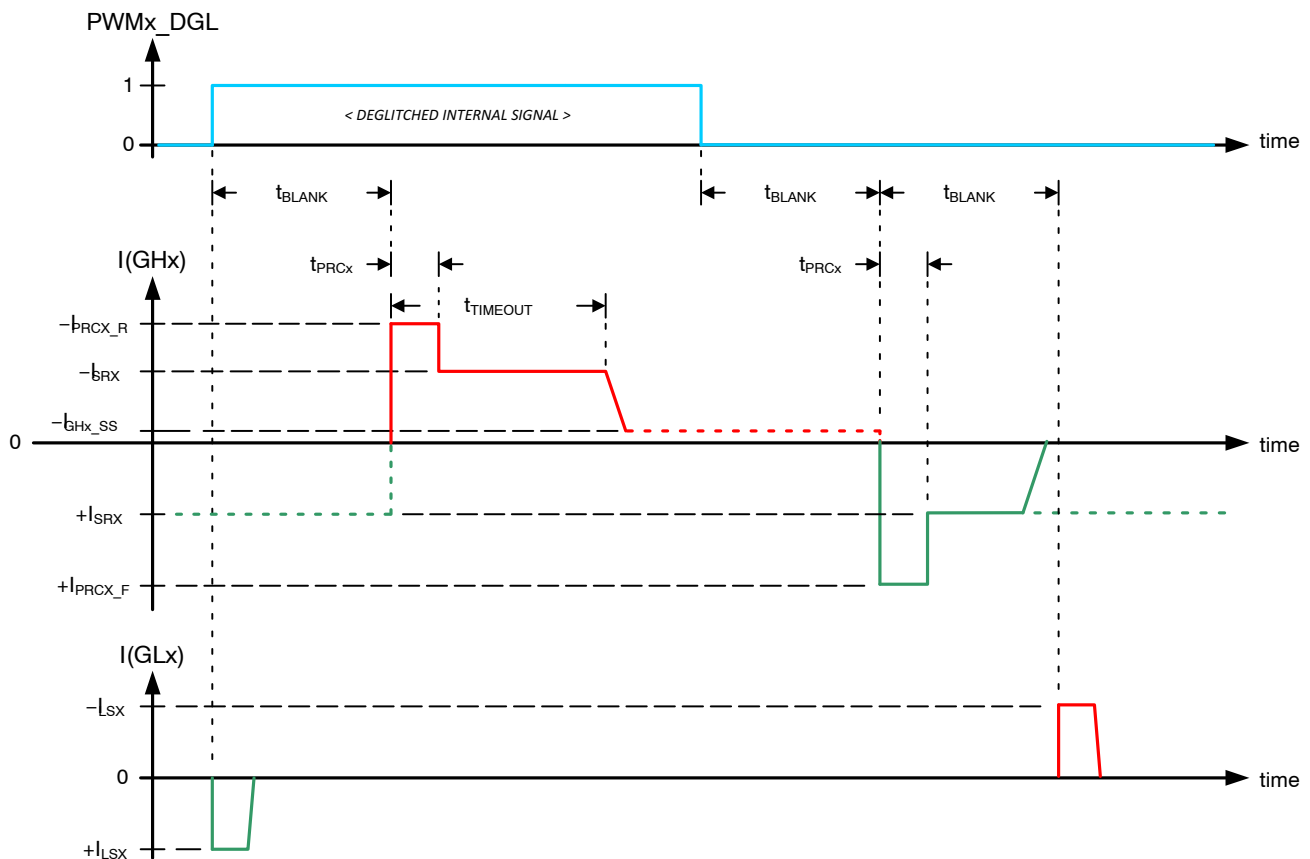 PWMx_DGL
1
< DEGLITCHED INTERNAL SIGNAL >
0
time
tBLANK
tBLANK
tBLANK
I(GHx)
tPRCx
tPRCx
tTIMEOUT
−IPRCX_R
−ISRX
−IGHx_SS
0
time
+ISRX
+IPRCX_F
I(GLx)
−ILSX
0
time
+ILSX